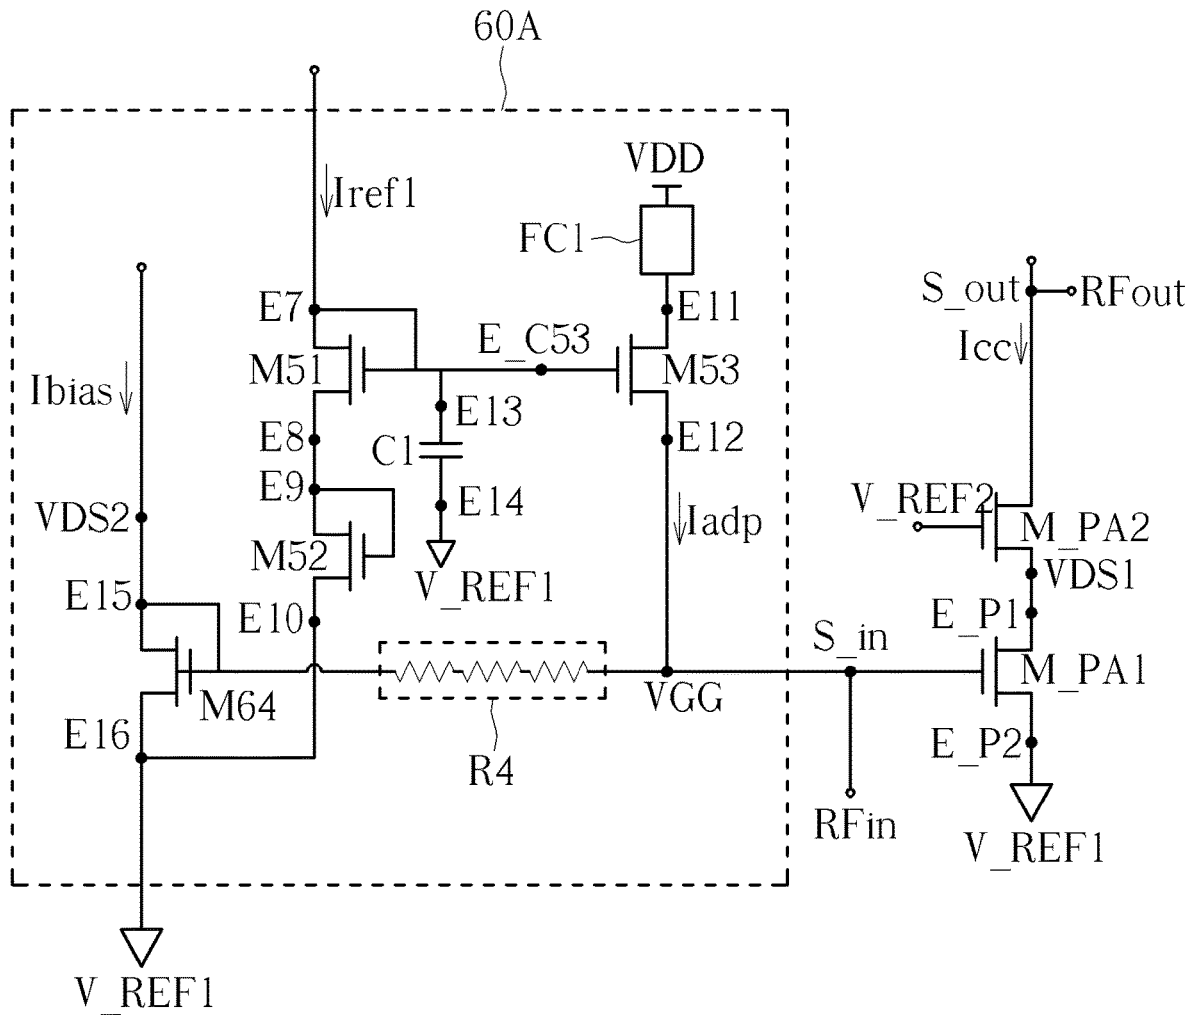 60A
VDD
Iref1
FC1
E7
E11
S_out
RFout
E_C53
Icc
M51
M53
Ibias
E13
E8
C1
E12
E9
E14
V_REF2
VDS2
Iadp
M_PA2
M52
V_REF1
VDS1
E15
E10
E_P1
S_in
M_PA1
M64
VGG
E16
E_P2
R4
RFin
V_REF1
V_REF1